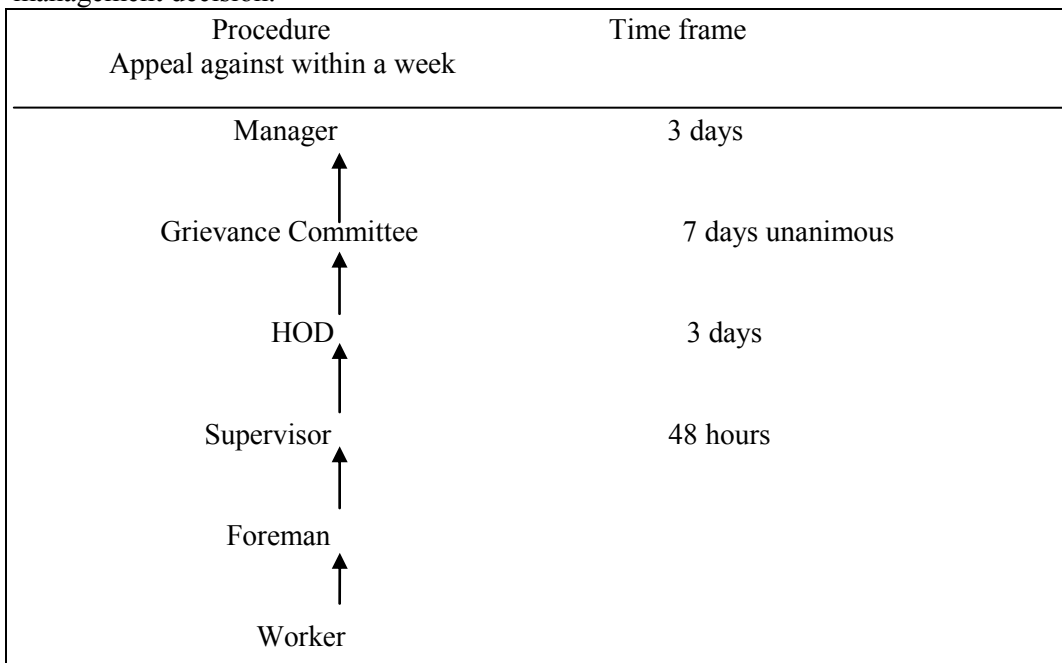 management decision.
Procedure Time frame
Appeal against within a week
Manager 3 days
Grievance Committee 7 days unanimous
HOD 3 days
Supervisor 48 hours
Foreman
Worker